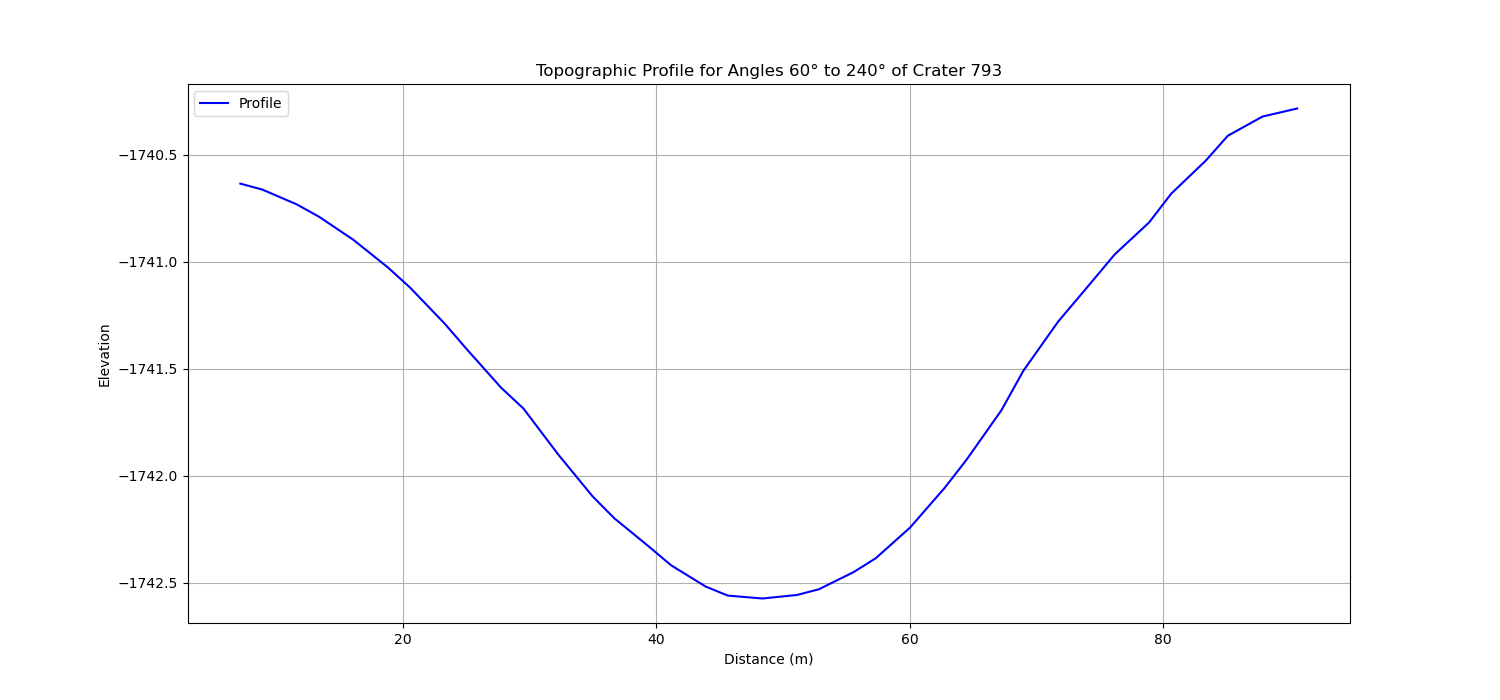 Topographic Profile for Angles 60° to 240° of Crater 793
Profile
−1740.5
−1741.0
−1741.5
−1742.0
−1742.5
Elevation
20 40 60 80
Distance (m)